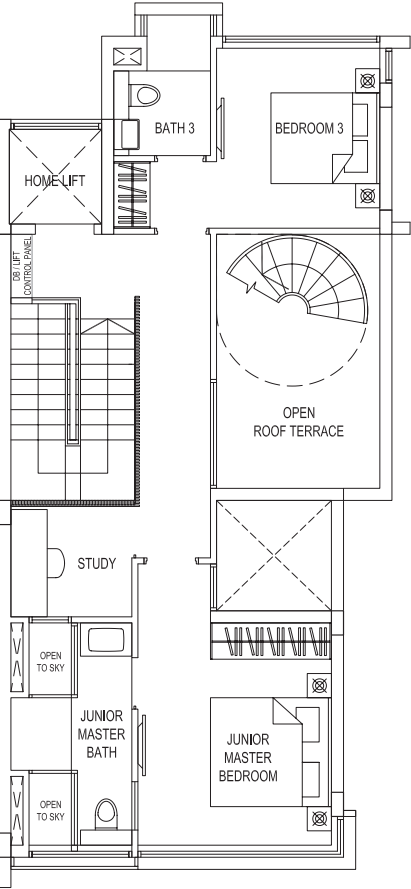 BATH 3
BEDROOM 3
HOME LIFT
DB / LIFT
CONTROL PANEL
OPEN
ROOF TERRACE
STUDY
OPEN
TO SKY
JUNIOR
MASTER
BATH
JUNIOR
MASTER
BEDROOM
OPEN
TO SKY